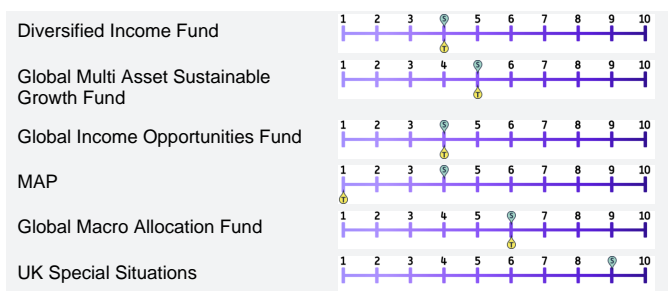 1 2 3 S 5 6 7 8 9 10
Diversified Income Fund
T
1 2 3 4 S 6 7 8 9 10
Global Multi Asset Sustainable
Growth Fund
T
1 2 3 S 5 6 7 8 9 10
Global Income Opportunities Fund
T
1 2 3 S 5 6 7 8 9 10
MAP
T
1 2 3 4 5 S 7 8 9 10
Global Macro Allocation Fund
T
1 2 3 4 5 6 7 8 S 10
UK Special Situations